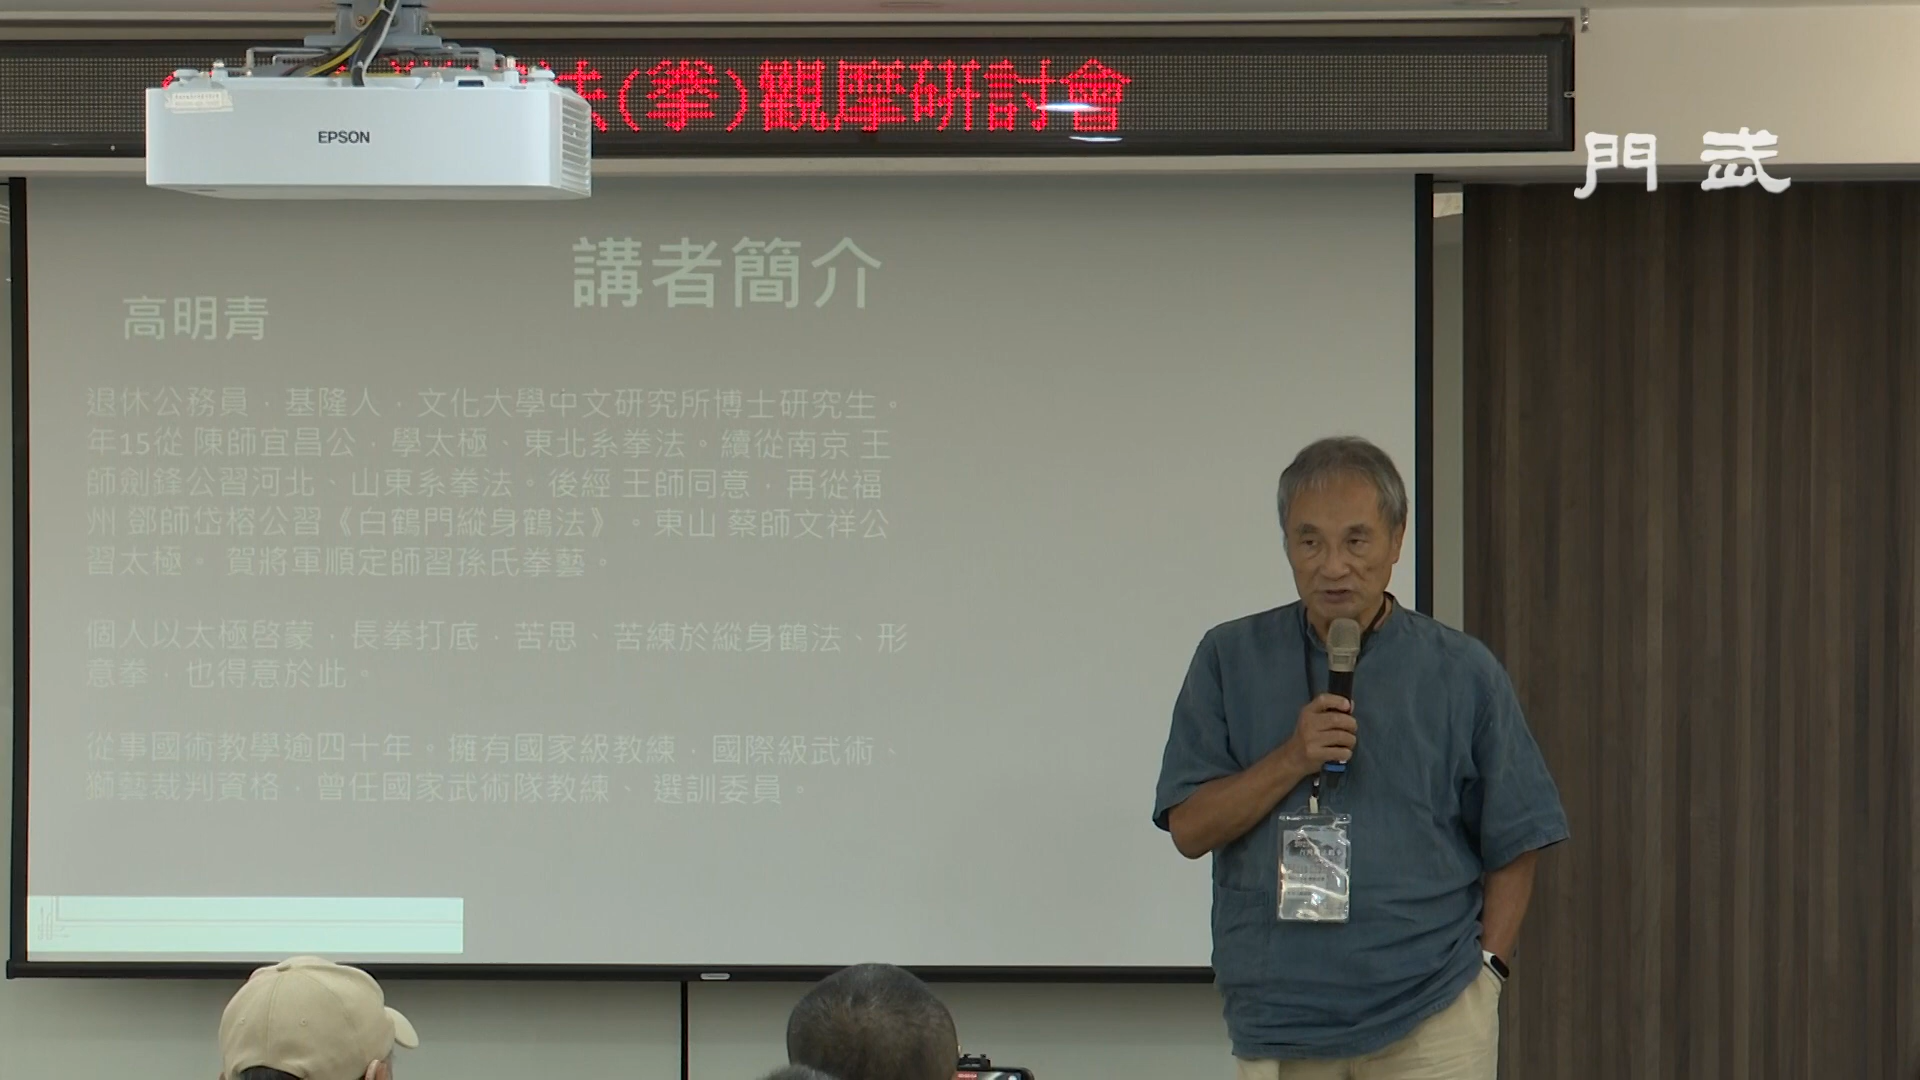 法(拳)觀摩研討會
EPSON
門 武
講者簡介
高明青
退休公務員，基隆人，文化大學中文研究所博士研究生。
年15從 陳師宜昌公，學太極、東北系拳法。續從南京 王
師劍鋒公習河北、山東系拳法。後經 王師同意，再從福
州 鄧師岱榕公習《白鶴門縱身鶴法》。東山 蔡師文祥公
習太極。 賀將軍順定師習孫氏拳藝。
個人以太極啓蒙，長拳打底，苦思、苦練於縱身鶴法、形
意拳，也得意於此。
從事國術教學逾四十年。擁有國家級教練，國際級武術、
獅藝裁判資格，曾任國家武術隊教練、 選訓委員。